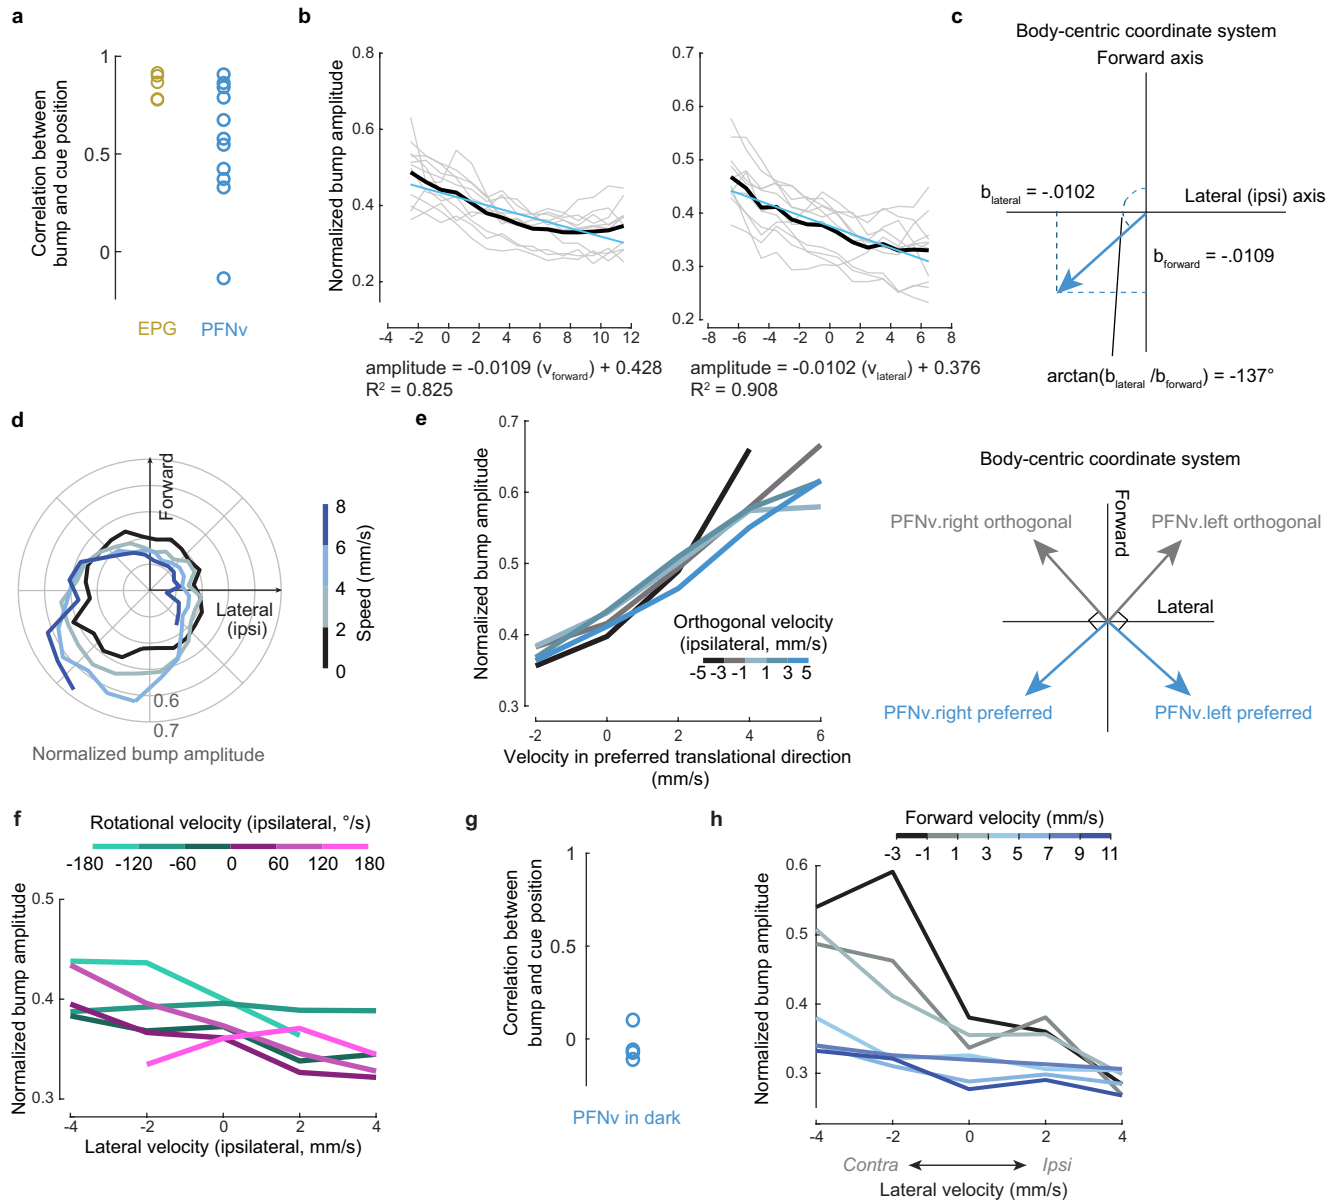 a
Correlation between
bump and cue position
1
0.5
0
EPG
PFNv
b
Normalized bump amplitude
0.8
0.6
0.4
0.2
-4 -2 0 2 4 6 8 10 12
amplitude = -0.0109 (v_forward) + 0.428
R² = 0.825
0.7
0.6
0.5
0.4
0.3
0.2
-8 -6 -4 -2 0 2 4 6 8
amplitude = -0.0102 (v_lateral) + 0.376
R² = 0.908
c
Body-centric coordinate system
Forward axis
b_lateral = -.0102
Lateral (ipsi) axis
b_forward = -.0109
arctan(b_lateral /b_forward) = -137°
d
Forward
Lateral
(ipsi)
0.6
0.7
Normalized bump amplitude
Speed (mm/s)
8
6
4
2
0
e
Normalized bump amplitude
0.7
0.6
0.5
0.4
0.3
Orthogonal velocity
(ipsilateral, mm/s)
-5 -3 -1 1 3 5
-2 0 2 4 6
Velocity in preferred translational direction
(mm/s)
Body-centric coordinate system
Forward
PFNv.right orthogonal
PFNv.left orthogonal
Lateral
PFNv.right preferred
PFNv.left preferred
f
Rotational velocity (ipsilateral, °/s)
-180 -120 -60 0 60 120 180
Normalized bump amplitude
0.5
0.4
0.3
-4 -2 0 2 4
Lateral velocity (ipsilateral, mm/s)
g
Correlation between
bump and cue position
1
0.5
0
PFNv in dark
h
Forward velocity (mm/s)
-3 -1 1 3 5 7 9 11
Normalized bump amplitude
0.6
0.5
0.4
0.3
-4 -2 0 2 4
Contra Ipsi
Lateral velocity (mm/s)